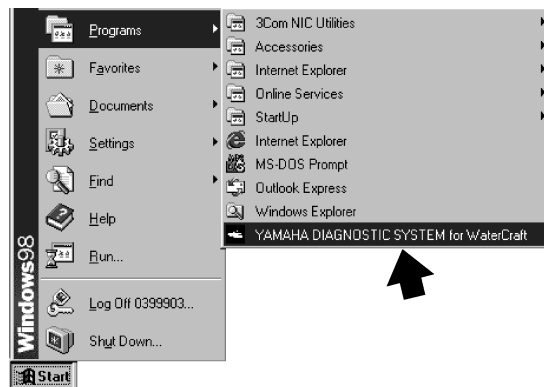 Programs
Favorites
Documents
Settings
Find
Help
Run...
Log Off 0399903...
Shut Down...
Windows98
Start
3Com NIC Utilities
Accessories
Internet Explorer
Online Services
StartUp
Internet Explorer
MS-DOS Prompt
Outlook Express
Windows Explorer
YAMAHA DIAGNOSTIC SYSTEM for WaterCraft